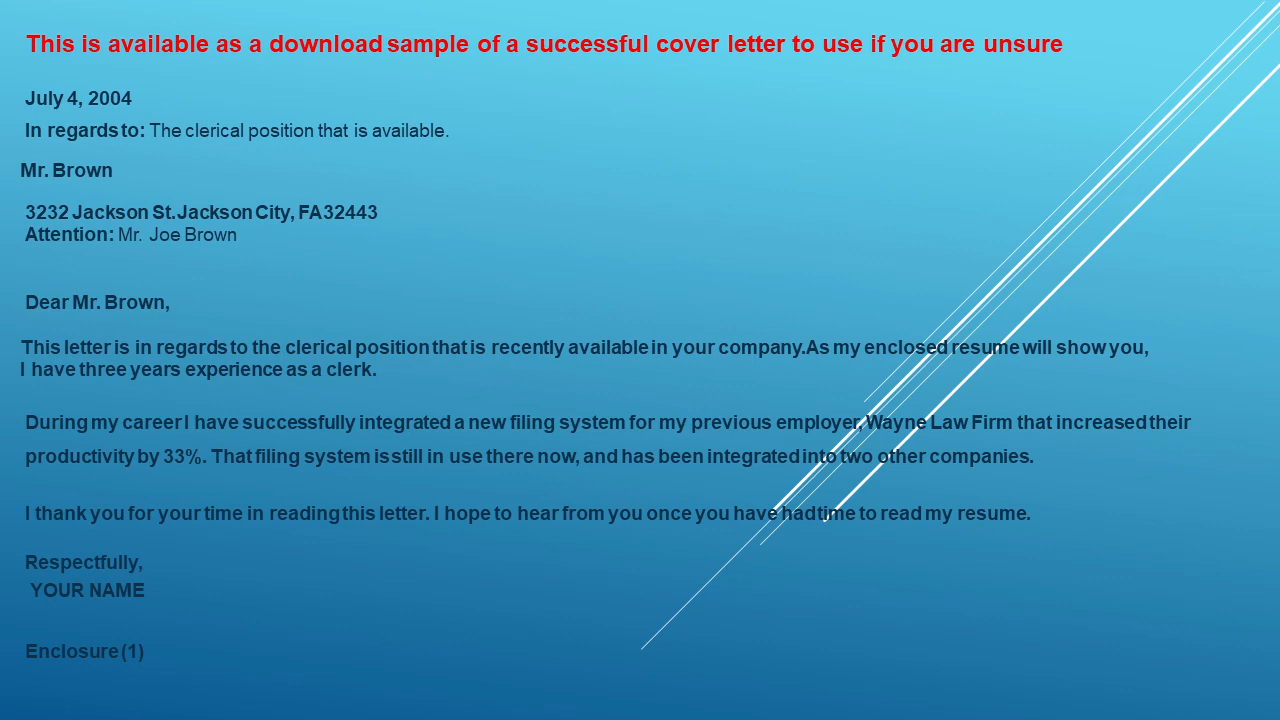 This is available as a download sample of a successful cover letter to use if you are unsure
July 4, 2004
In regards to: The clerical position that is available.
Mr. Brown
3232 Jackson St.Jackson City, FA 32443
Attention: Mr. Joe Brown
Dear Mr. Brown,
This letter is in regards to the clerical position that is recently available in your company.As my enclosed resume will show you,
I have three years experience as a clerk.
During my career I have successfully integrated a new filing system for my previous employer, Wayne Law Firm that increased their
productivity by 33%. That filing system is still in use there now, and has been integrated into two other companies.
I thank you for your time in reading this letter. I hope to hear from you once you have had time to read my resume.
Respectfully,
YOUR NAME
Enclosure (1)